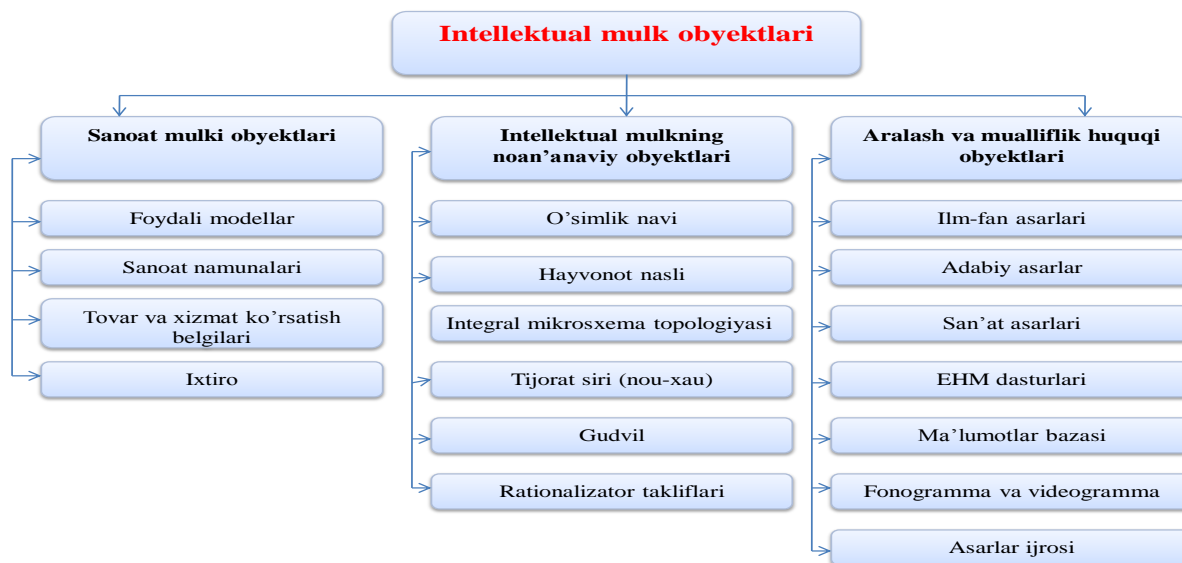 Intellektual mulk obyektlari
Sanoat mulki obyektlari
Foydali modellar
Sanoat namunalari
Tovar va xizmat ko’rsatish
belgilari
Ixtiro
Intellektual mulkning
noan’anaviy obyektlari
O’simlik navi
Hayvonot nasli
Integral mikrosxema topologiyasi
Tijorat siri (nou-xau)
Gudvil
Rationalizator takliflari
Aralash va mualliflik huquqi
obyektlari
Ilm-fan asarlari
Adabiy asarlar
San’at asarlari
EHM dasturlari
Ma’lumotlar bazasi
Fonogramma va videogramma
Asarlar ijrosi